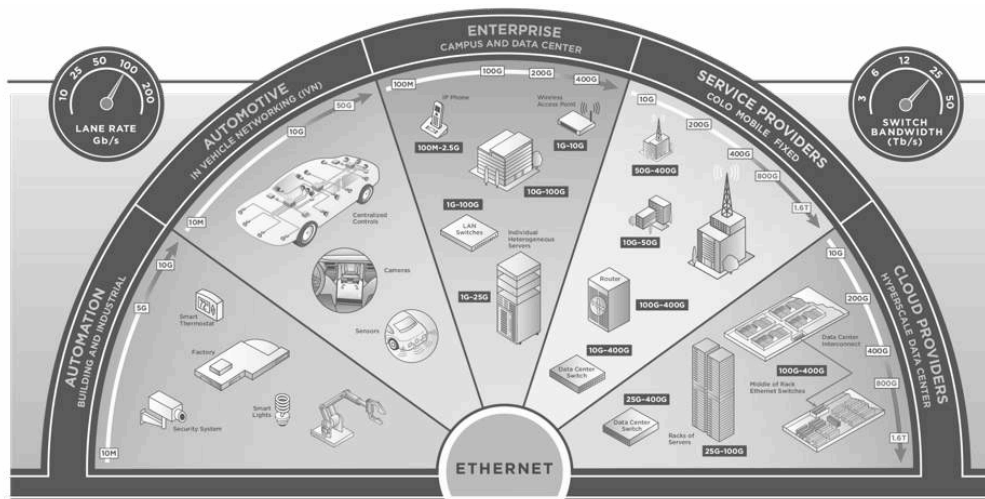 ENTERPRISE
CAMPUS AND DATA CENTER
AUTOMOTIVE
IN VEHICLE NETWORKING (IVN)
SERVICE PROVIDERS
COLO MOBILE FIXED
AUTOMATION
BUILDING AND INDUSTRIAL
CLOUD PROVIDERS
HYPERSCALE DATA CENTER
10
25
50
100
200
LANE RATE
Gb/s
3
6
12
25
50
SWITCH
BANDWIDTH
(Tb/s)
10M
5G
10G
Smart
Thermostat
72°
Factory
Security System
Smart
Lights
10M
10G
50G
Centralized
Controls
Cameras
Sensors
100M
100G
200G
400G
IP Phone
100M-2.5G
Wireless
Access Point
1G-10G
10G-100G
1G-100G
LAN
Switches
Individual
Heterogeneous
Servers
1G-25G
10G
200G
400G
800G
1.6T
50G-400G
10G-50G
Router
100G-400G
10G-400G
Data Center
Switch
10G
200G
400G
800G
1.6T
Data Center
Interconnect
100G-400G
Middle of Rack
Ethernet Switches
25G-400G
Data Center
Switch
Racks of
Servers
25G-100G
ETHERNET